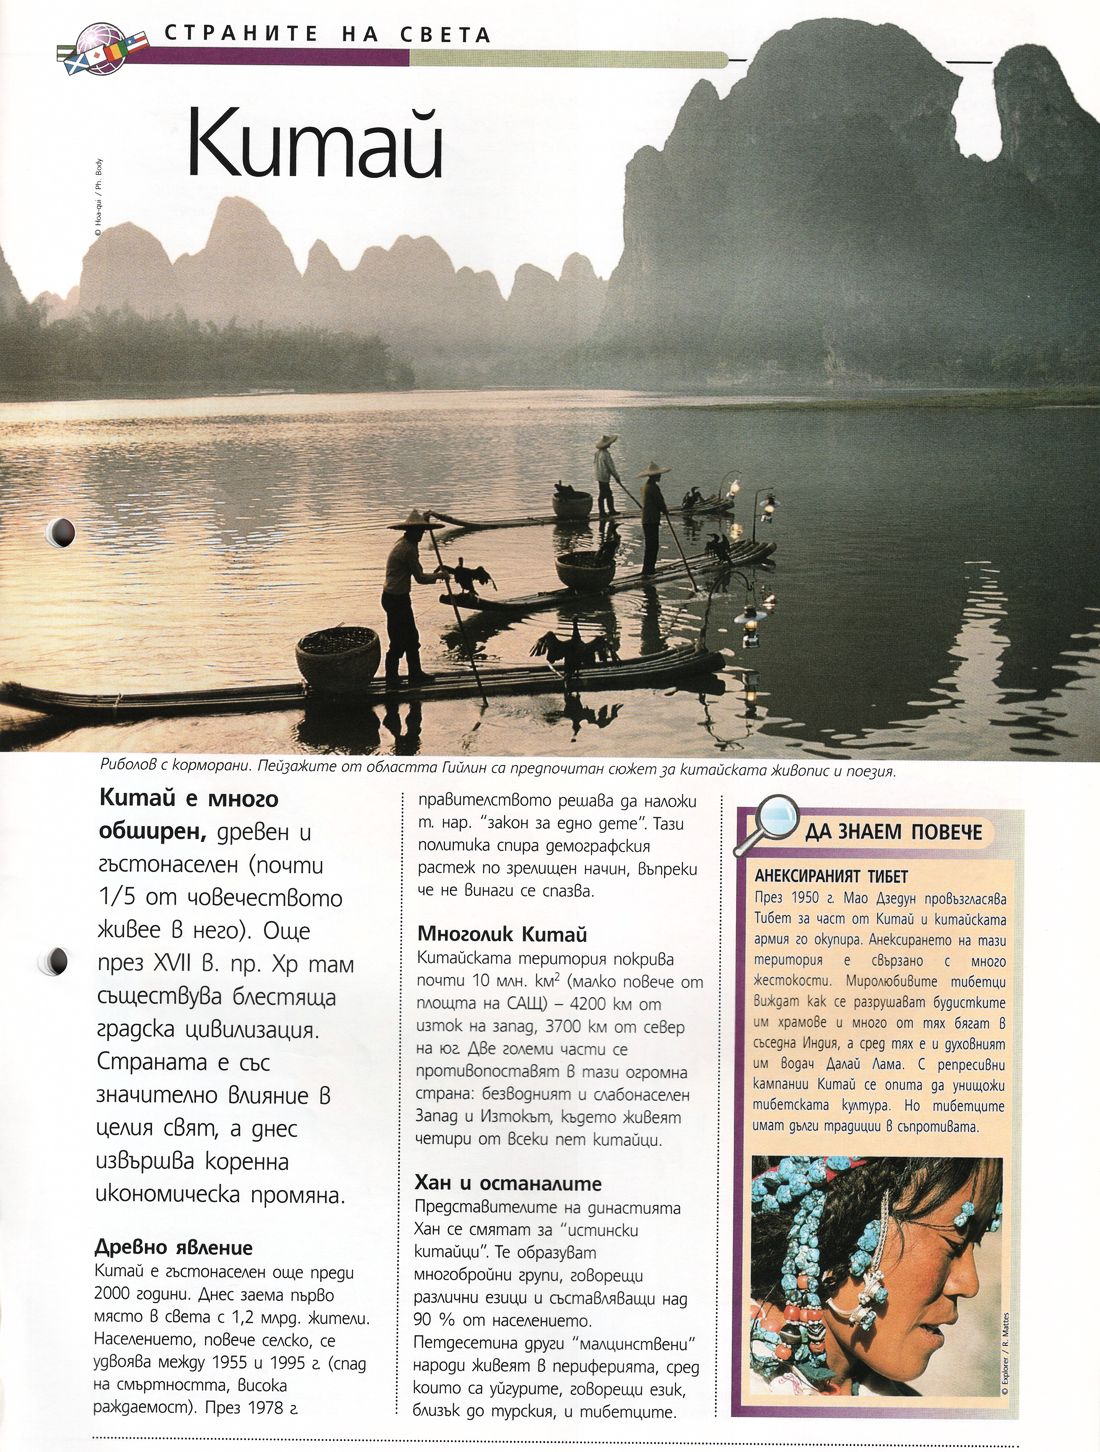 СТРАНИТЕ НА СВЕТА
Китай
© Hoa-qui / Ph. Body
Риболов с корморани. Пейзажите от областта Гийлин са предпочитан сюжет за китайската живопис и поезия.
Китай е много
обширен, древен и
гъстонаселен (почти
1/5 от човечеството
живее в него). Още
през XVII в. пр. Хр там
съществува блестяща
градска цивилизация.
Страната е със
значително влияние в
целия свят, а днес
извършва коренна
икономическа промяна.
Древно явление
Китай е гъстонаселен още преди
2000 години. Днес заема първо
място в света с 1,2 млрд. жители.
Населението, повече селско, се
удвоява между 1955 и 1995 г. (спад
на смъртността, висока
раждаемост). През 1978 г.
правителството решава да наложи
т. нар. “закон за едно дете”. Тази
политика спира демографския
растеж по зрелищен начин, въпреки
че не винаги се спазва.
Многолик Китай
Китайската територия покрива
почти 10 млн. км² (малко повече от
площта на САЩ) – 4200 км от
изток на запад, 3700 км от север
на юг. Две големи части се
противопоставят в тази огромна
страна: безводният и слабонаселен
Запад и Изтокът, където живеят
четири от всеки пет китайци.
Хан и останалите
Представителите на династията
Хан се смятат за “истински
китайци”. Те образуват
многобройни групи, говорещи
различни езици и съставляващи над
90 % от населението.
Петдесетина други “малцинствени”
народи живеят в периферията, сред
които са уйгурите, говорещи език,
близък до турския, и тибетците.
ДА ЗНАЕМ ПОВЕЧЕ
АНЕКСИРАНИЯТ ТИБЕТ
През 1950 г. Мао Дзедун провъзгласява
Тибет за част от Китай и китайската
армия го окупира. Анексирането на тази
територия е свързано с много
жестокости. Миролюбивите тибетци
виждат как се разрушават будистките
им храмове и много от тях бягат в
съседна Индия, а сред тях е и духовният
им водач Далай Лама. С репресивни
кампании Китай се опита да унищожи
тибетската култура. Но тибетците
имат дълги традиции в съпротивата.
© Explorer / R. Mattes